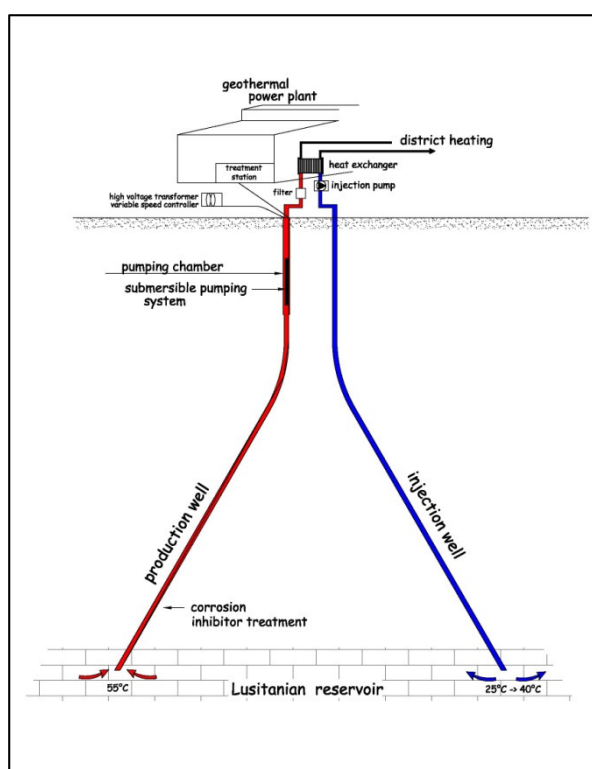 geothermal
power plant
district heating
treatment
station
heat exchanger
filter
injection pump
high voltage transformer
variable speed controller
pumping chamber
submersible pumping
system
production well
injection well
corrosion
inhibitor treatment
55°C
Lusitanian reservoir
25°C → 40°C